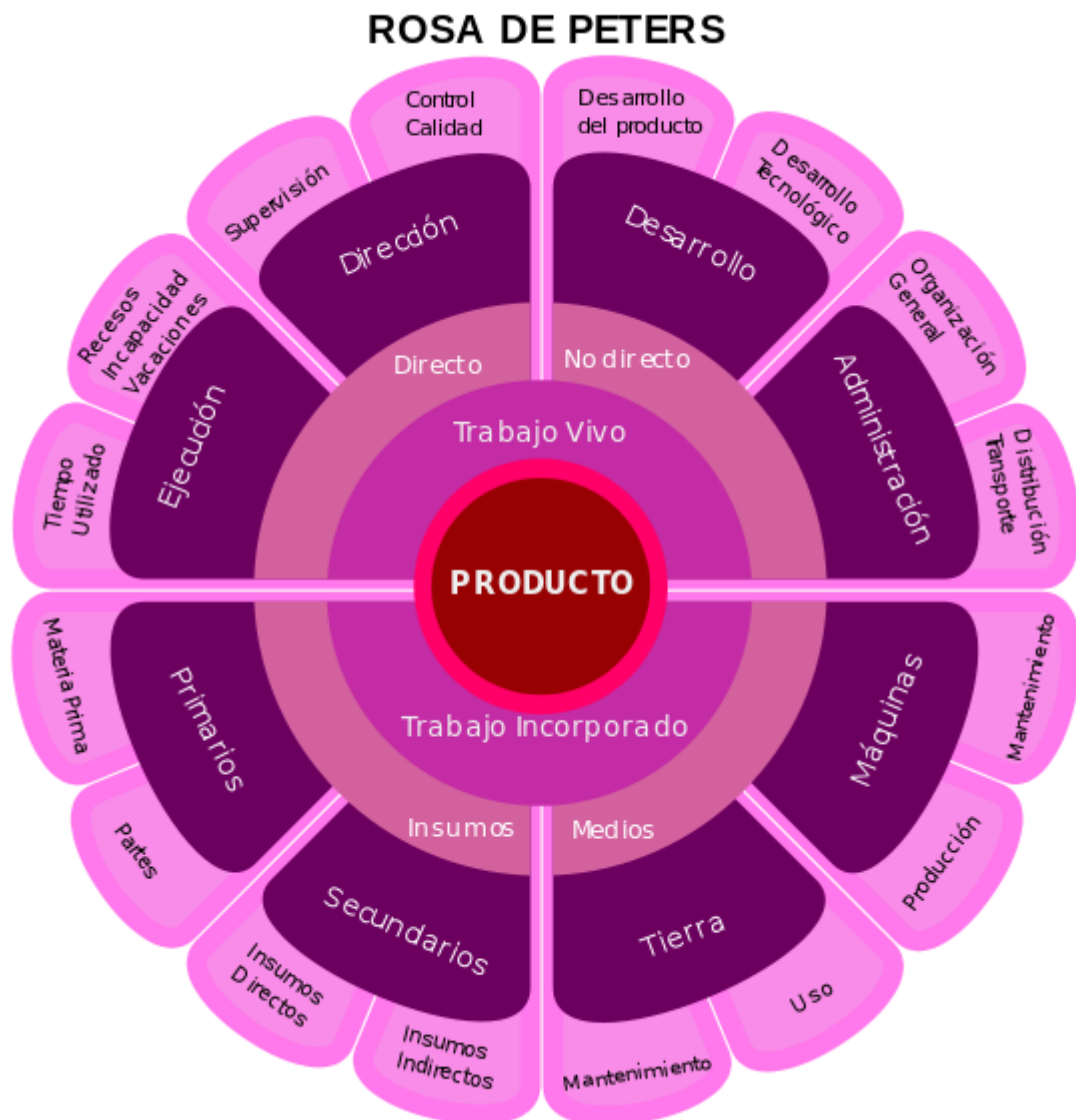 ROSA DE PETERS
Control
Calidad
Desarrollo
del producto
Supervisión
Desarrollo
Tecnológico
Dirección
Desarrollo
Recesos
Incapacidad
Vacaciones
Organización
General
Directo
No directo
Ejecución
Administración
Trabajo Vivo
Tiempo
Utilizado
Distribución
Transporte
PRODUCTO
Materia Prima
Primarios
Trabajo Incorporado
Máquinas
Mantenimiento
Insumos
Medios
Partes
Producción
Secundarios
Tierra
Insumos
Directos
Uso
Insumos
Indirectos
Mantenimiento